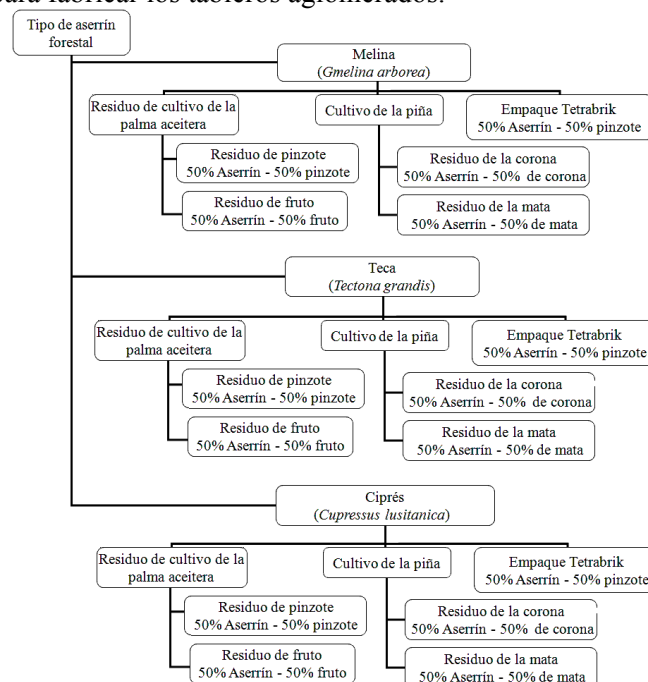 para fabricar los tableros aglomerados.
Tipo de aserrín
forestal
Melina
(Gmelina arborea)
Residuo de cultivo de la
palma aceitera
Cultivo de la piña
Empaque Tetrabrik
50% Aserrín - 50% pinzote
Residuo de pinzote
50% Aserrín - 50% pinzote
Residuo de la corona
50% Aserrín - 50% de corona
Residuo de fruto
50% Aserrín - 50% fruto
Residuo de la mata
50% Aserrín - 50% de mata
Teca
(Tectona grandis)
Residuo de cultivo de la
palma aceitera
Cultivo de la piña
Empaque Tetrabrik
50% Aserrín - 50% pinzote
Residuo de pinzote
50% Aserrín - 50% pinzote
Residuo de la corona
50% Aserrín - 50% de corona
Residuo de fruto
50% Aserrín - 50% fruto
Residuo de la mata
50% Aserrín - 50% de mata
Ciprés
(Cupressus lusitanica)
Residuo de cultivo de la
palma aceitera
Cultivo de la piña
Empaque Tetrabrik
50% Aserrín - 50% pinzote
Residuo de pinzote
50% Aserrín - 50% pinzote
Residuo de la corona
50% Aserrín - 50% de corona
Residuo de fruto
50% Aserrín - 50% fruto
Residuo de la mata
50% Aserrín - 50% de mata